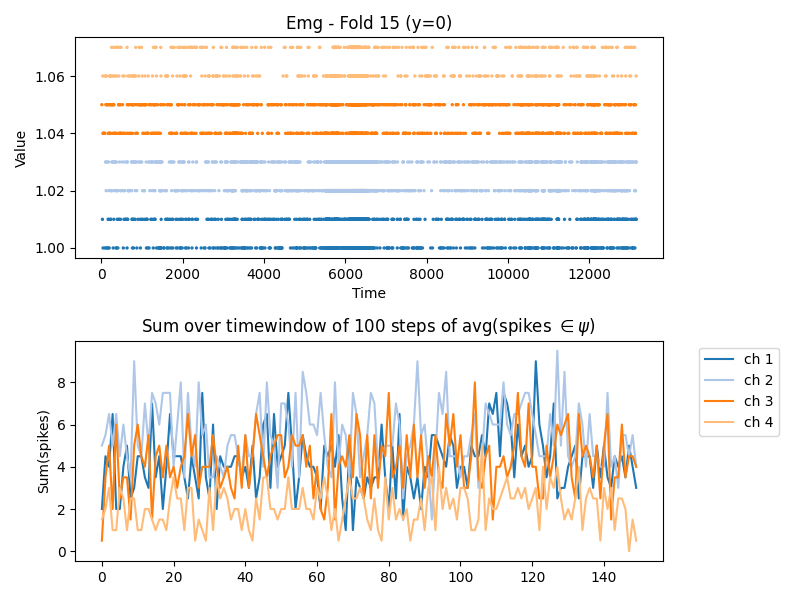 Emg - Fold 15 (y=0)
Value
1.06
1.04
1.02
1.00
0 2000 4000 6000 8000 10000 12000
Time
Sum over timewindow of 100 steps of avg(spikes ∈ ψ)
Sum(spikes)
8
6
4
2
0
0 20 40 60 80 100 120 140
ch 1
ch 2
ch 3
ch 4